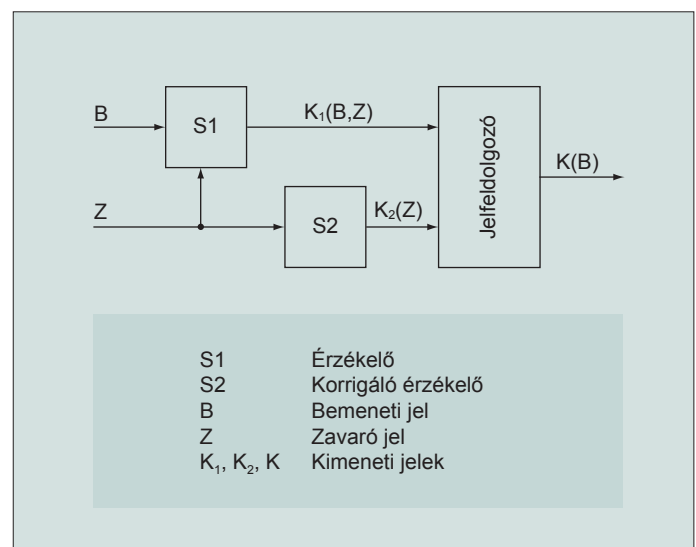 B
S1
K₁(B,Z)
Jelfeldolgozó
K(B)
Z
S2
K₂(Z)
S1 Érzékelő
S2 Korrigáló érzékelő
B Bemeneti jel
Z Zavaró jel
K₁, K₂, K Kimeneti jelek